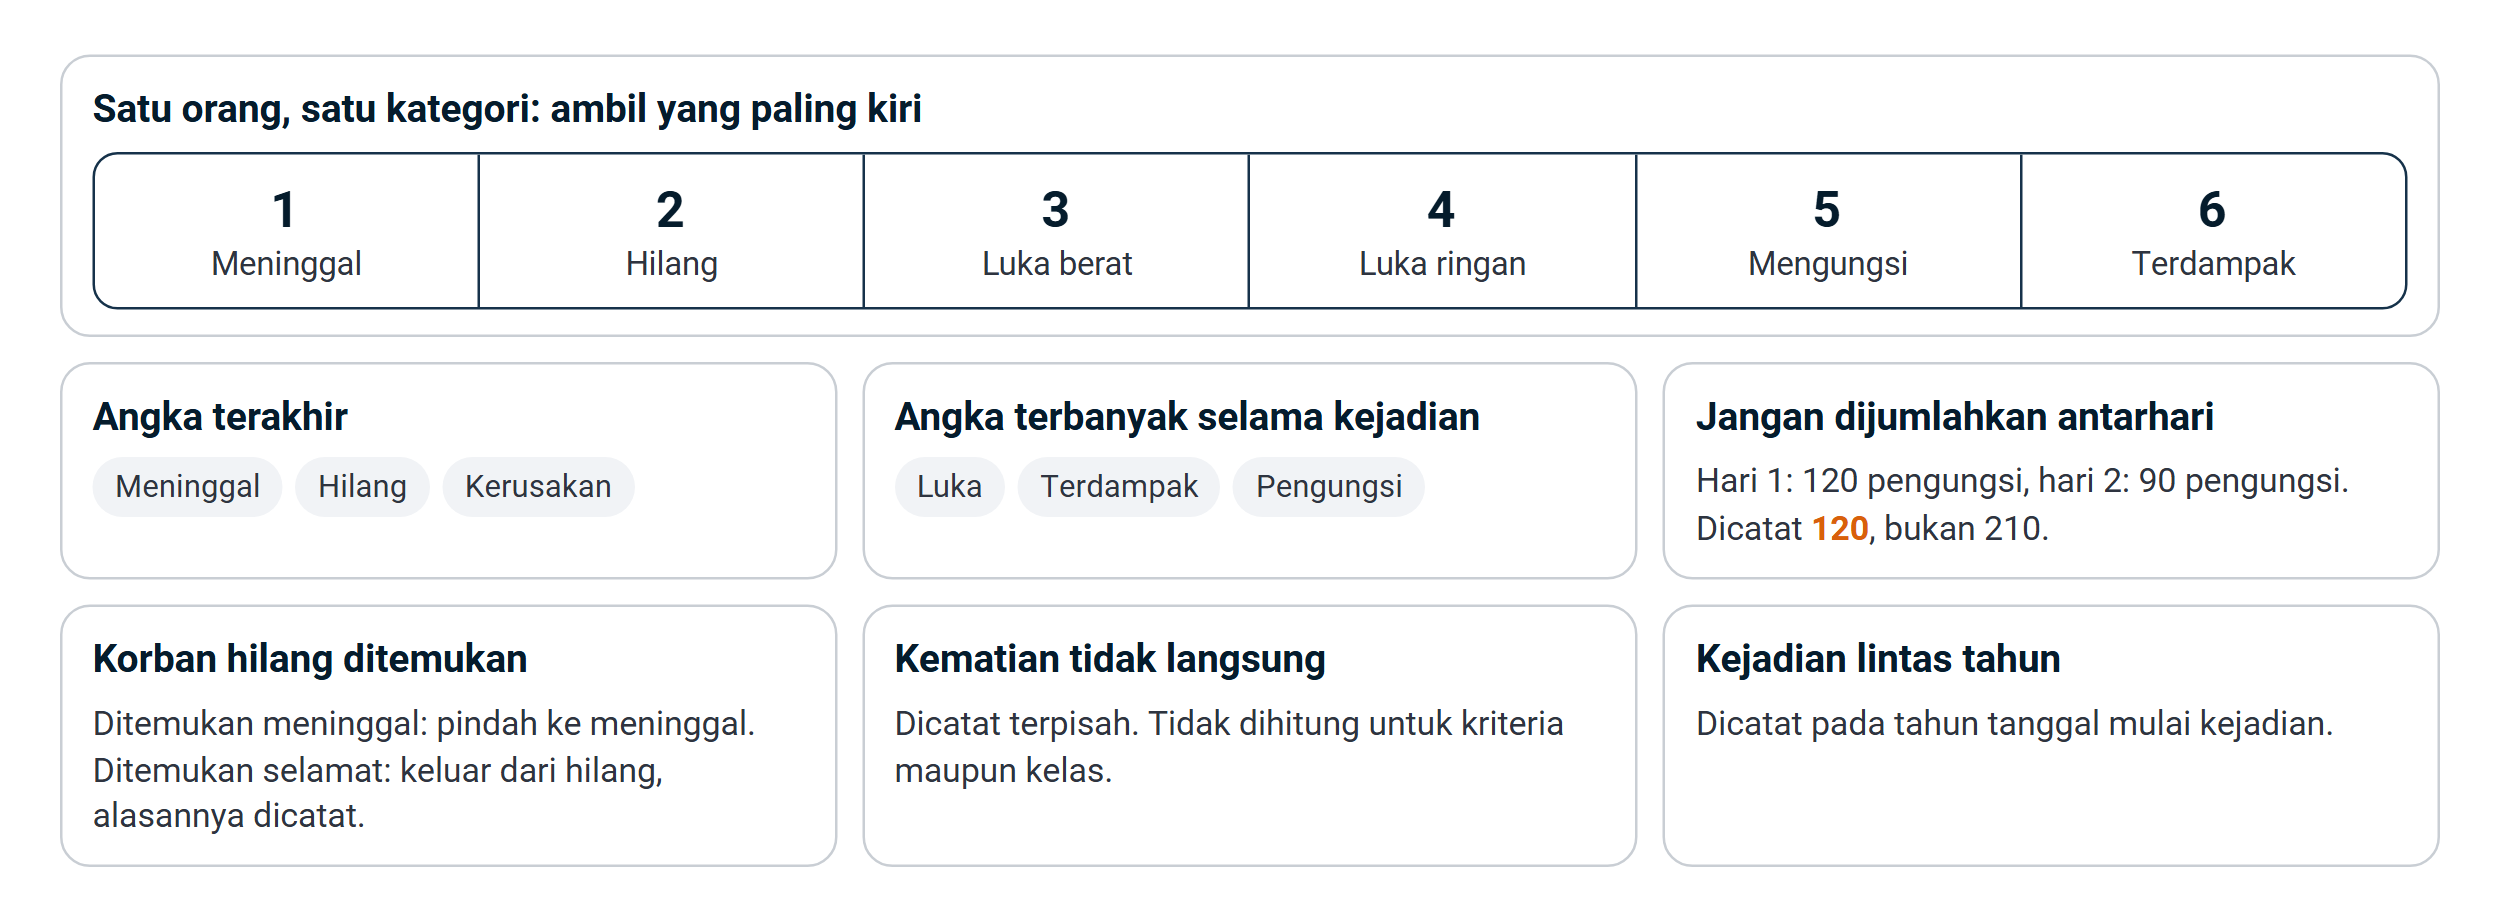 Satu orang, satu kategori: ambil yang paling kiri
1
Meninggal
2
Hilang
3
Luka berat
4
Luka ringan
5
Mengungsi
6
Terdampak
Angka terakhir
Meninggal
Hilang
Kerusakan
Angka terbanyak selama kejadian
Luka
Terdampak
Pengungsi
Jangan dijumlahkan antarhari
Hari 1: 120 pengungsi, hari 2: 90 pengungsi.
Dicatat 120, bukan 210.
Korban hilang ditemukan
Ditemukan meninggal: pindah ke meninggal.
Ditemukan selamat: keluar dari hilang,
alasannya dicatat.
Kematian tidak langsung
Dicatat terpisah. Tidak dihitung untuk kriteria
maupun kelas.
Kejadian lintas tahun
Dicatat pada tahun tanggal mulai kejadian.